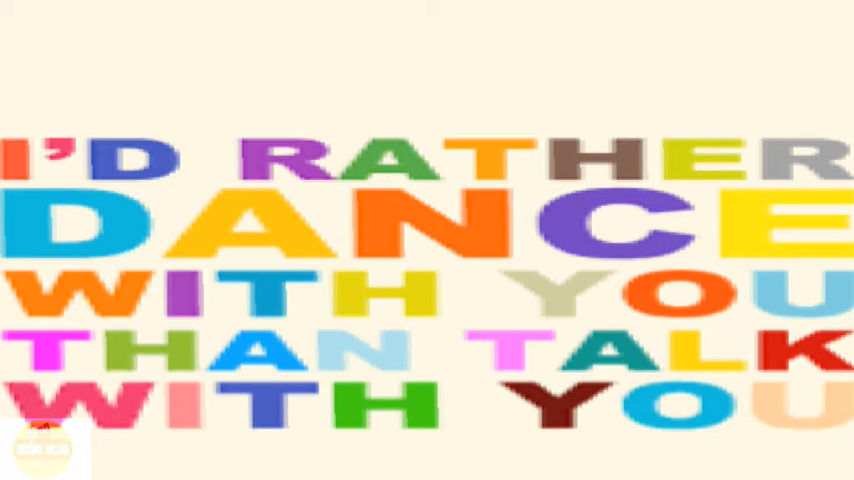 I'D RATHER
DANCE
WITH YOU
THAN TALK
WITH YOU